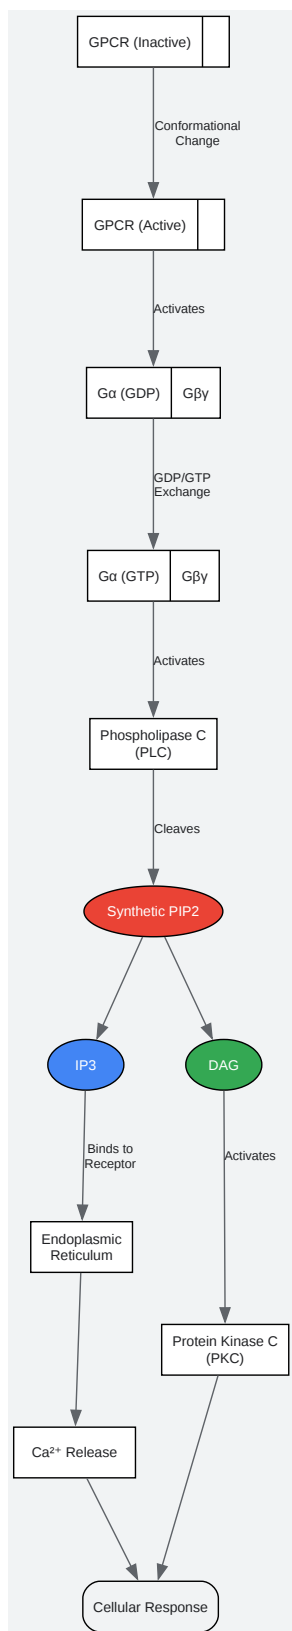 GPCR (Inactive)
Conformational
Change
GPCR (Active)
Activates
Gα (GDP)
Gβγ
GDP/GTP
Exchange
Gα (GTP)
Gβγ
Activates
Phospholipase C
(PLC)
Cleaves
Synthetic PIP2
IP3
DAG
Binds to
Receptor
Activates
Endoplasmic
Reticulum
Protein Kinase C
(PKC)
Ca²⁺ Release
Cellular Response